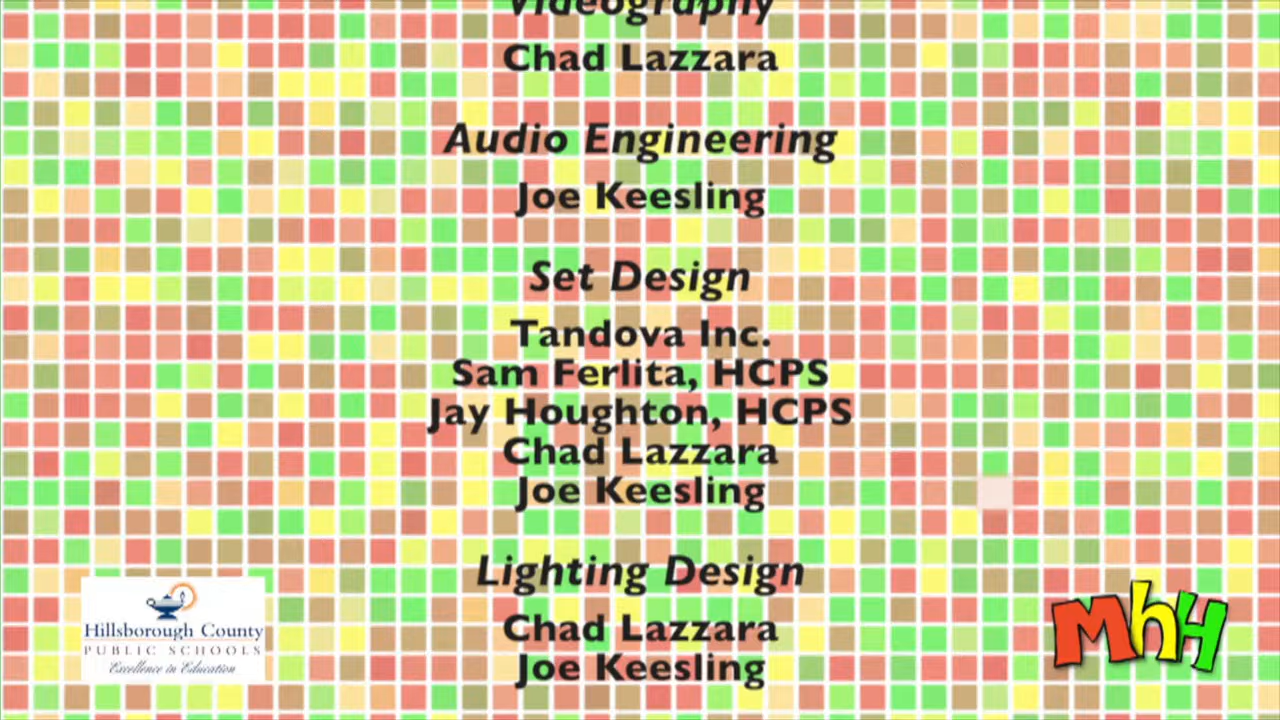 Videography
Chad Lazzara
Audio Engineering
Joe Keesling
Set Design
Tandova Inc.
Sam Ferlita, HCPS
Jay Houghton, HCPS
Chad Lazzara
Joe Keesling
Lighting Design
Chad Lazzara
Joe Keesling
Hillsborough County
PUBLIC SCHOOLS
Excellence in Education
MhH